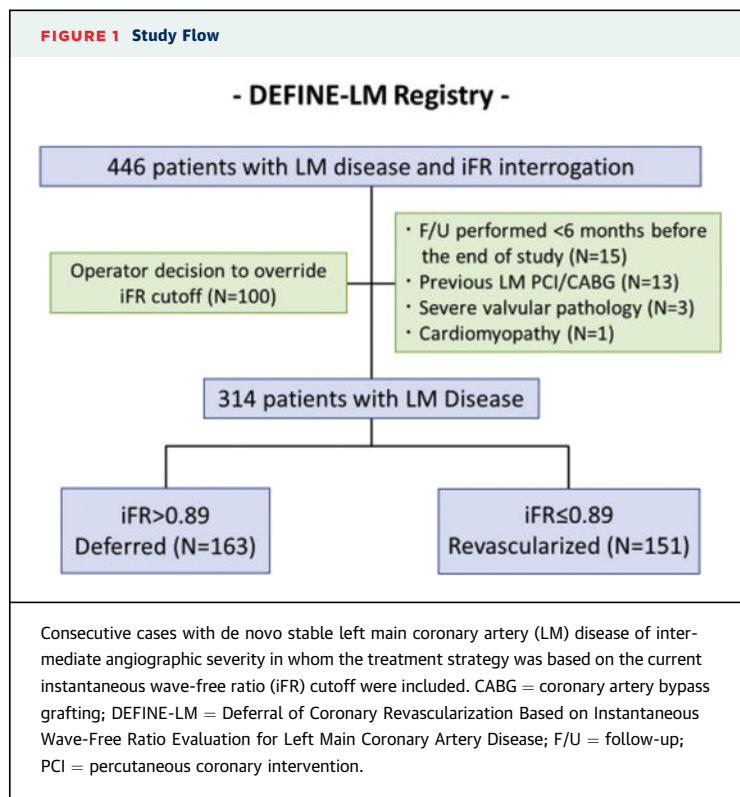 FIGURE 1 Study Flow
- DEFINE-LM Registry -
446 patients with LM disease and iFR interrogation
Operator decision to override
iFR cutoff (N=100)
・F/U performed <6 months before
the end of study (N=15)
・Previous LM PCI/CABG (N=13)
・Severe valvular pathology (N=3)
・Cardiomyopathy (N=1)
314 patients with LM Disease
iFR>0.89
Deferred (N=163)
iFR≤0.89
Revascularized (N=151)
Consecutive cases with de novo stable left main coronary artery (LM) disease of inter-
mediate angiographic severity in whom the treatment strategy was based on the current
instantaneous wave-free ratio (iFR) cutoff were included. CABG = coronary artery bypass
grafting; DEFINE-LM = Deferral of Coronary Revascularization Based on Instantaneous
Wave-Free Ratio Evaluation for Left Main Coronary Artery Disease; F/U = follow-up;
PCI = percutaneous coronary intervention.